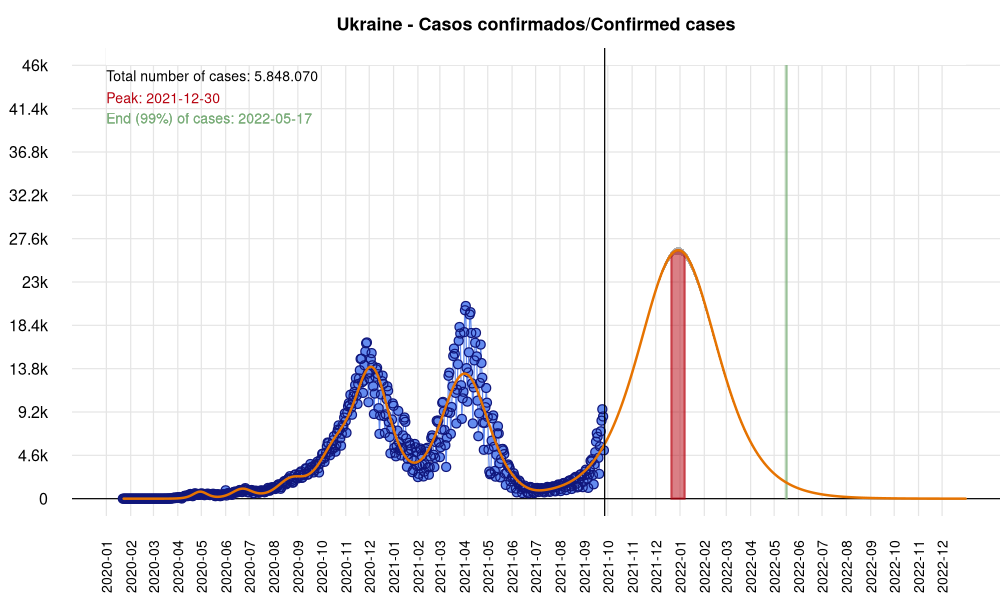 Ukraine - Casos confirmados/Confirmed cases
Total number of cases: 5.848.070
Peak: 2021-12-30
End (99%) of cases: 2022-05-17
46k
41.4k
36.8k
32.2k
27.6k
23k
18.4k
13.8k
9.2k
4.6k
0
2020-01
2020-02
2020-03
2020-04
2020-05
2020-06
2020-07
2020-08
2020-09
2020-10
2020-11
2020-12
2021-01
2021-02
2021-03
2021-04
2021-05
2021-06
2021-07
2021-08
2021-09
2021-10
2021-11
2021-12
2022-01
2022-02
2022-03
2022-04
2022-05
2022-06
2022-07
2022-08
2022-09
2022-10
2022-11
2022-12